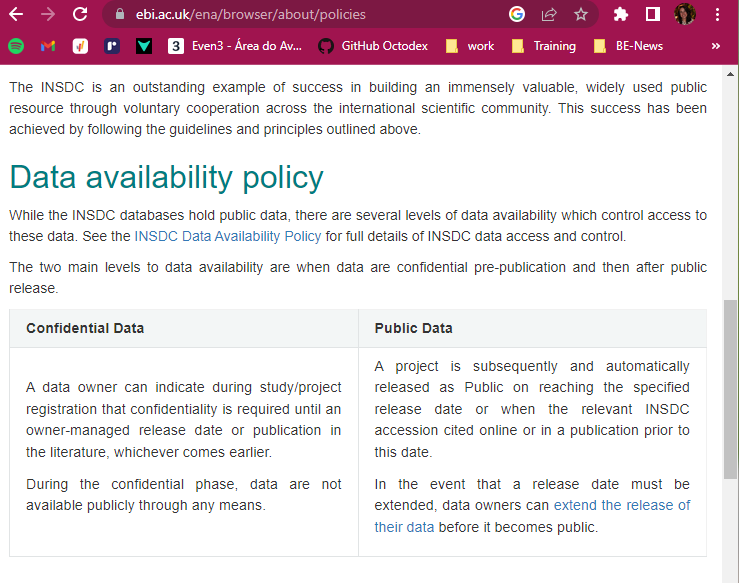 ebi.ac.uk/ena/browser/about/policies
Even3 - Área do Av...
GitHub Octodex
work
Training
BE-News
»
The INSDC is an outstanding example of success in building an immensely valuable, widely used public
resource through voluntary cooperation across the international scientific community. This success has been
achieved by following the guidelines and principles outlined above.
Data availability policy
While the INSDC databases hold public data, there are several levels of data availability which control access to
these data. See the INSDC Data Availability Policy for full details of INSDC data access and control.
The two main levels to data availability are when data are confidential pre-publication and then after public
release.
Confidential Data
A data owner can indicate during study/project
registration that confidentiality is required until an
owner-managed release date or publication in
the literature, whichever comes earlier.
During the confidential phase, data are not
available publicly through any means.
Public Data
A project is subsequently and automatically
released as Public on reaching the specified
release date or when the relevant INSDC
accession cited online or in a publication prior to
this date.
In the event that a release date must be
extended, data owners can extend the release of
their data before it becomes public.